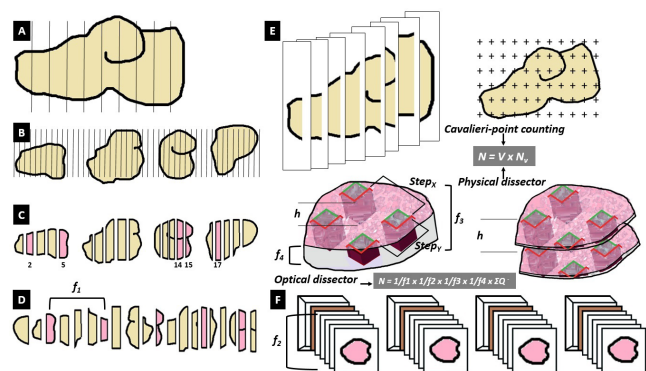 A
B
C
2 5 14 15 17
D
f1
E
Cavalieri-point counting
N = V x Nv
Physical dissector
StepX
h
f3
f4
StepY
h
Optical dissector
N = 1/f1 x 1/f2 x 1/f3 x 1/f4 x ΣQ-
F
f2